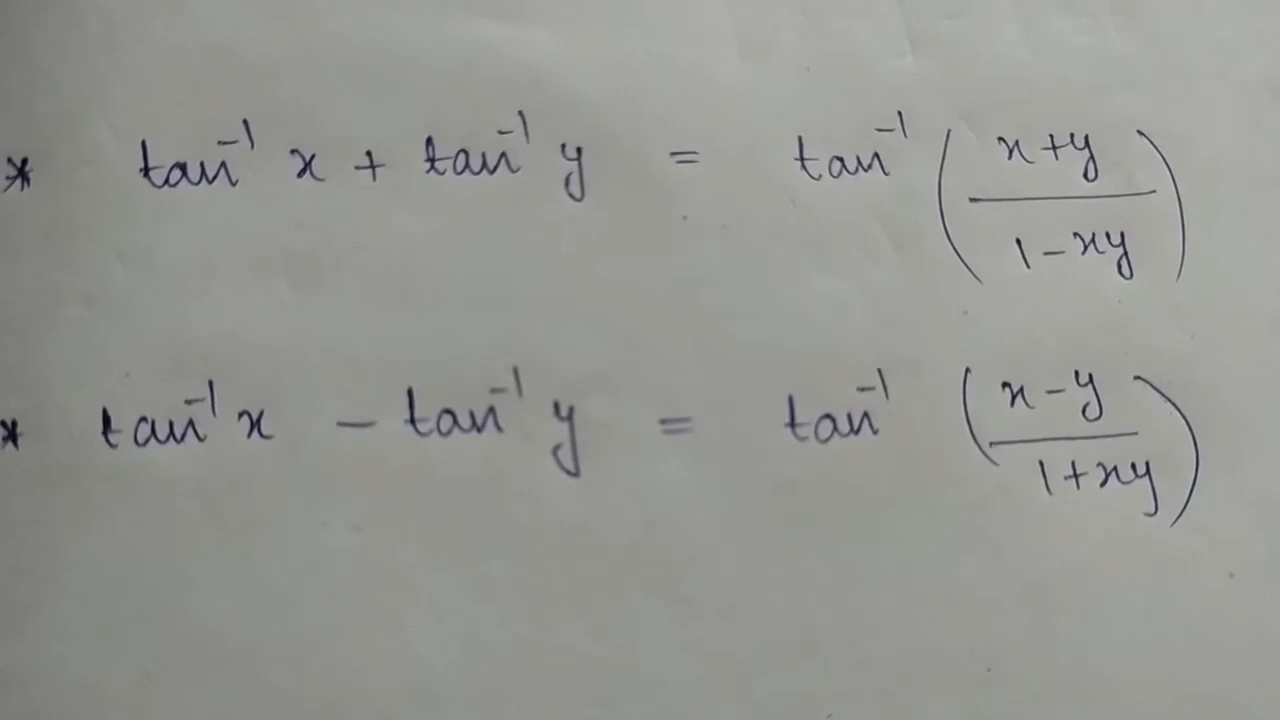 * tan⁻¹ x + tan⁻¹ y = tan⁻¹ ( (x+y) / (1-xy) )
* tan⁻¹ x - tan⁻¹ y = tan⁻¹ ( (x-y) / (1+xy) )